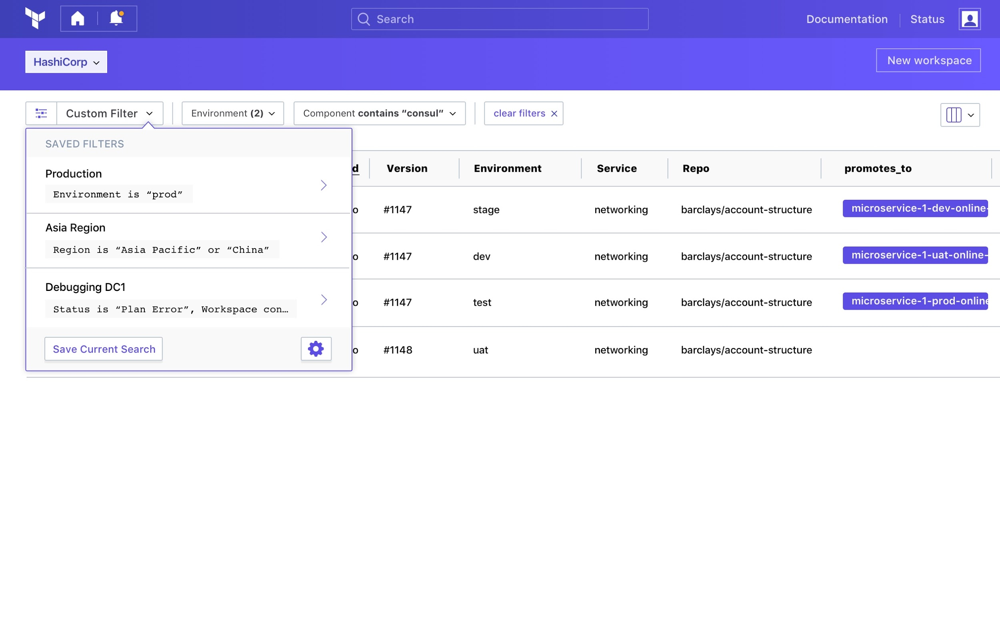 Search
Documentation
Status
HashiCorp
New workspace
Custom Filter
Environment (2)
Component contains “consul”
clear filters
SAVED FILTERS
Production
Environment is “prod”
Asia Region
Region is “Asia Pacific” or “China”
Debugging DC1
Status is “Plan Error”, Workspace con…
Save Current Search
d Version Environment Service Repo promotes_to
o #1147 stage networking barclays/account-structure microservice-1-dev-online-
o #1147 dev networking barclays/account-structure microservice-1-uat-online-
o #1147 test networking barclays/account-structure microservice-1-prod-online
o #1148 uat networking barclays/account-structure